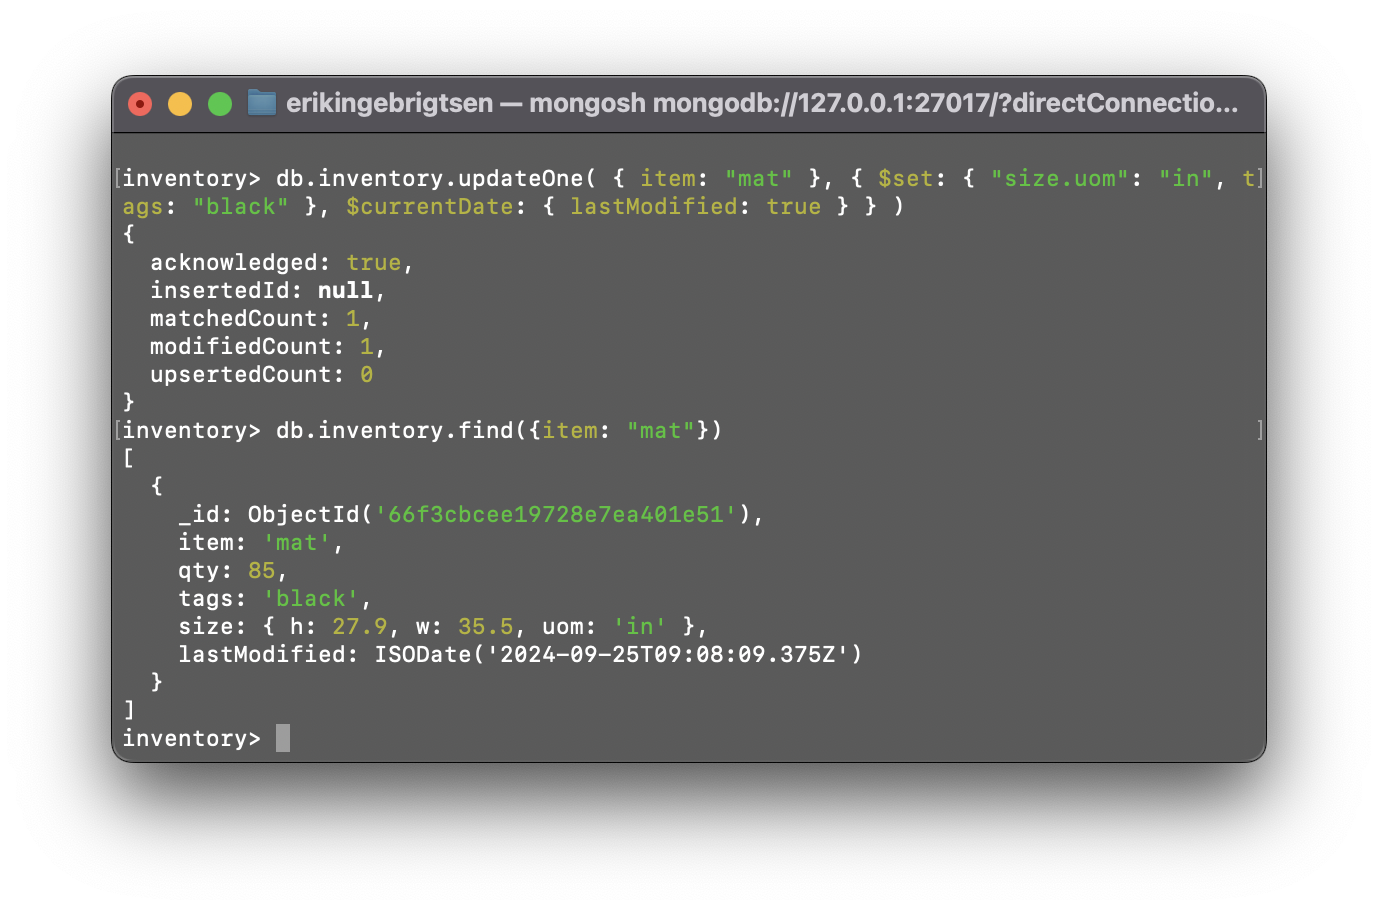 erikingebrigtsen — mongosh mongodb://127.0.0.1:27017/?directConnectio...
[inventory> db.inventory.updateOne( { item: "mat" }, { $set: { "size.uom": "in", t]
ags: "black" }, $currentDate: { lastModified: true } } )
{
  acknowledged: true,
  insertedId: null,
  matchedCount: 1,
  modifiedCount: 1,
  upsertedCount: 0
}
[inventory> db.inventory.find({item: "mat"}) ]
[
  {
    _id: ObjectId('66f3cbcee19728e7ea401e51'),
    item: 'mat',
    qty: 85,
    tags: 'black',
    size: { h: 27.9, w: 35.5, uom: 'in' },
    lastModified: ISODate('2024-09-25T09:08:09.375Z')
  }
]
inventory>